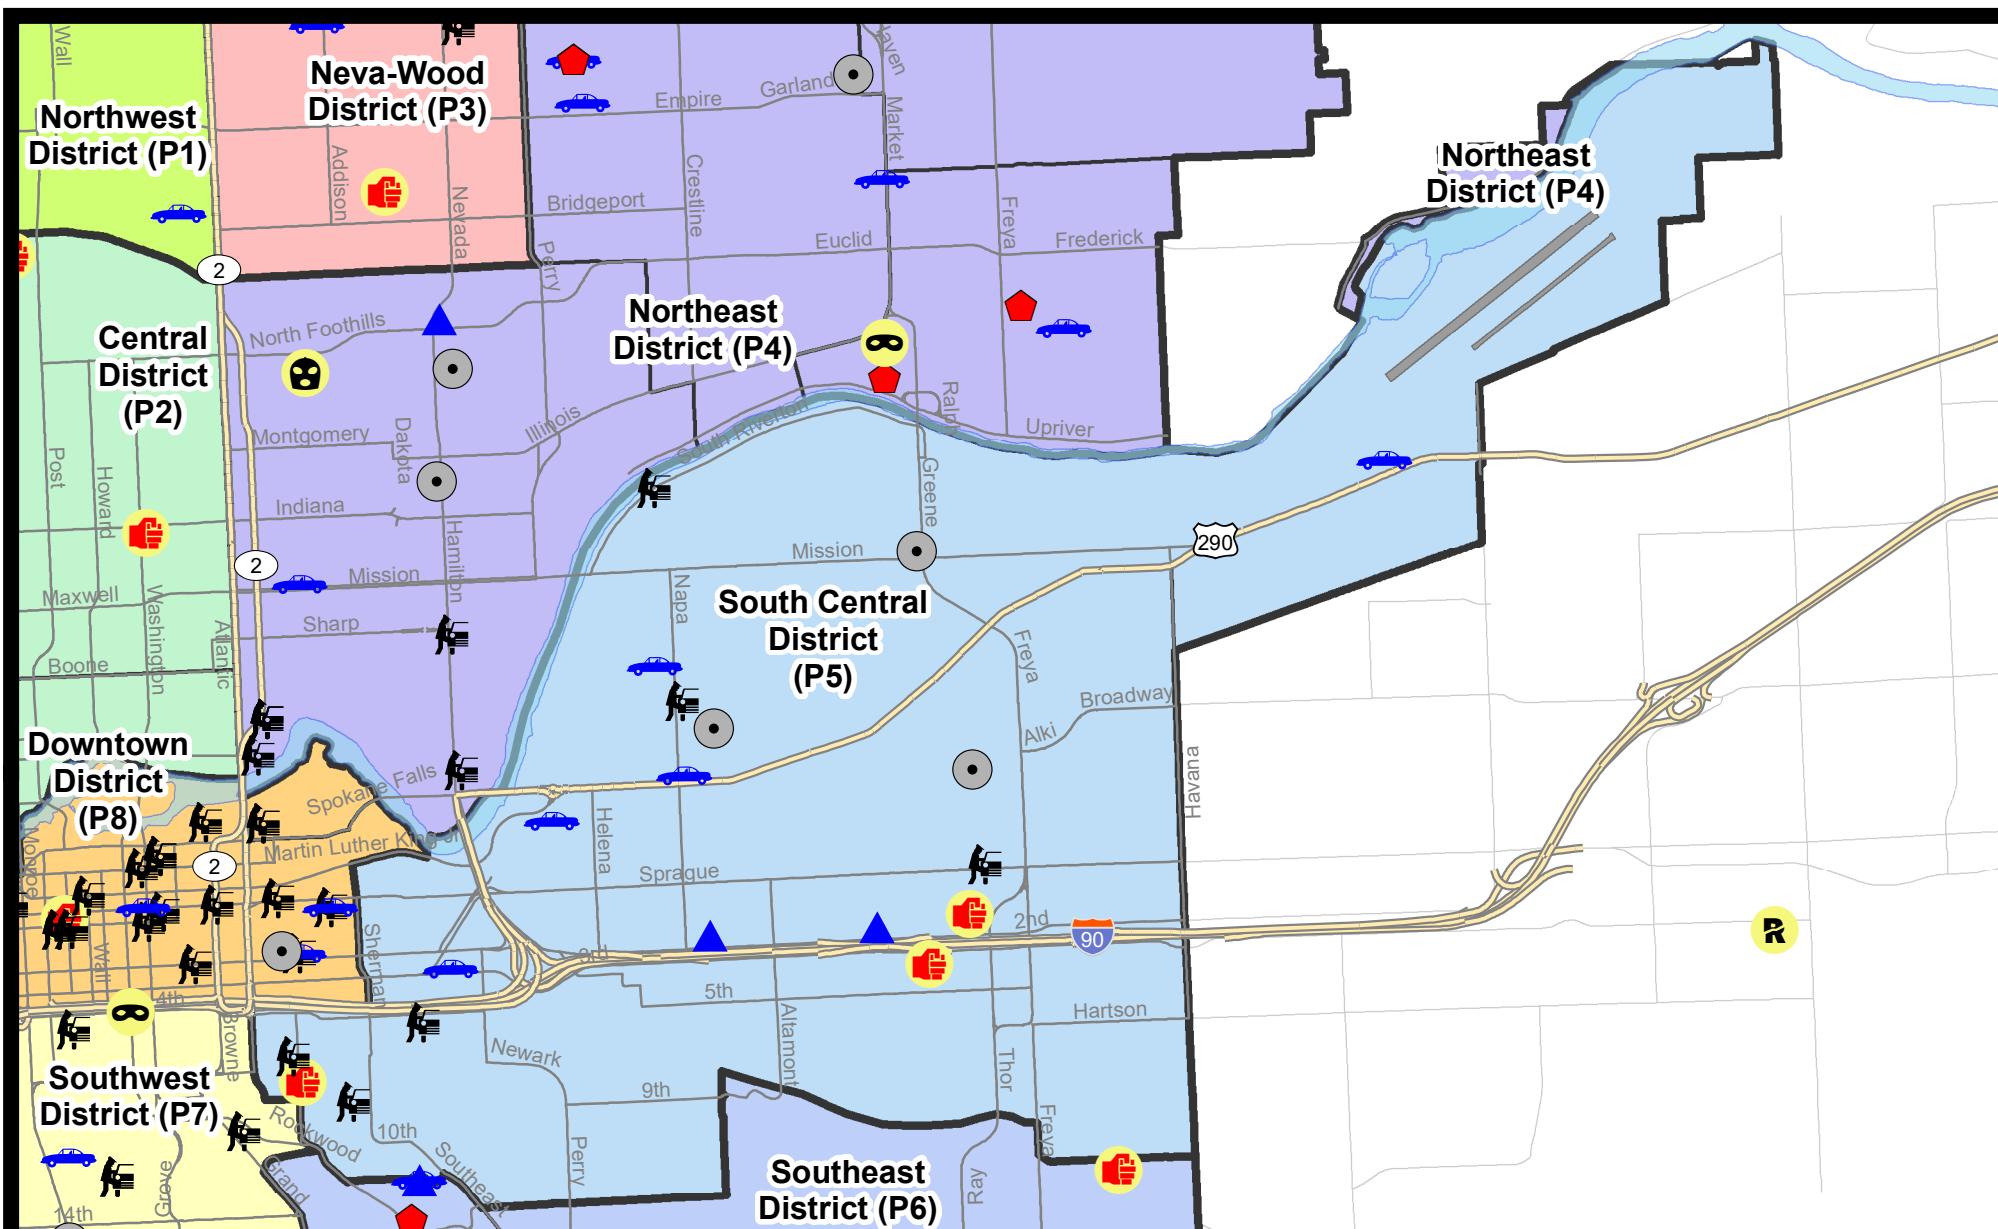 Wall
Neva-Wood
District (P3)
Northwest
District (P1)
Empire
Garland
Market
Addison
Nevada
Bridgeport
Crestline
Perry
Euclid
Freya
Frederick
Northeast
District (P4)
2
Central
District
(P2)
North Foothills
Northeast
District (P4)
Ralph
Upriver
Montgomery
Dakota
Illinois
South Riverton
Post
Howard
Indiana
Hamilton
Greene
290
Mission
2
Mission
Maxwell
Washington
Napa
South Central
District
(P5)
Sharp
Atlantic
Boone
Freya
Broadway
Alki
Havana
Downtown
District
(P8)
Spokane Falls
Martin Luther King Jr
Monroe
2
Helena
Sprague
Sherman
2nd
90
Wall
3rd
4th
5th
Altamont
Hartson
Browne
Newark
Thor
9th
Southwest
District (P7)
Rockwood
10th
Southeast
Perry
Freya
Grove
Grand
14th
Southeast
District (P6)
Ray